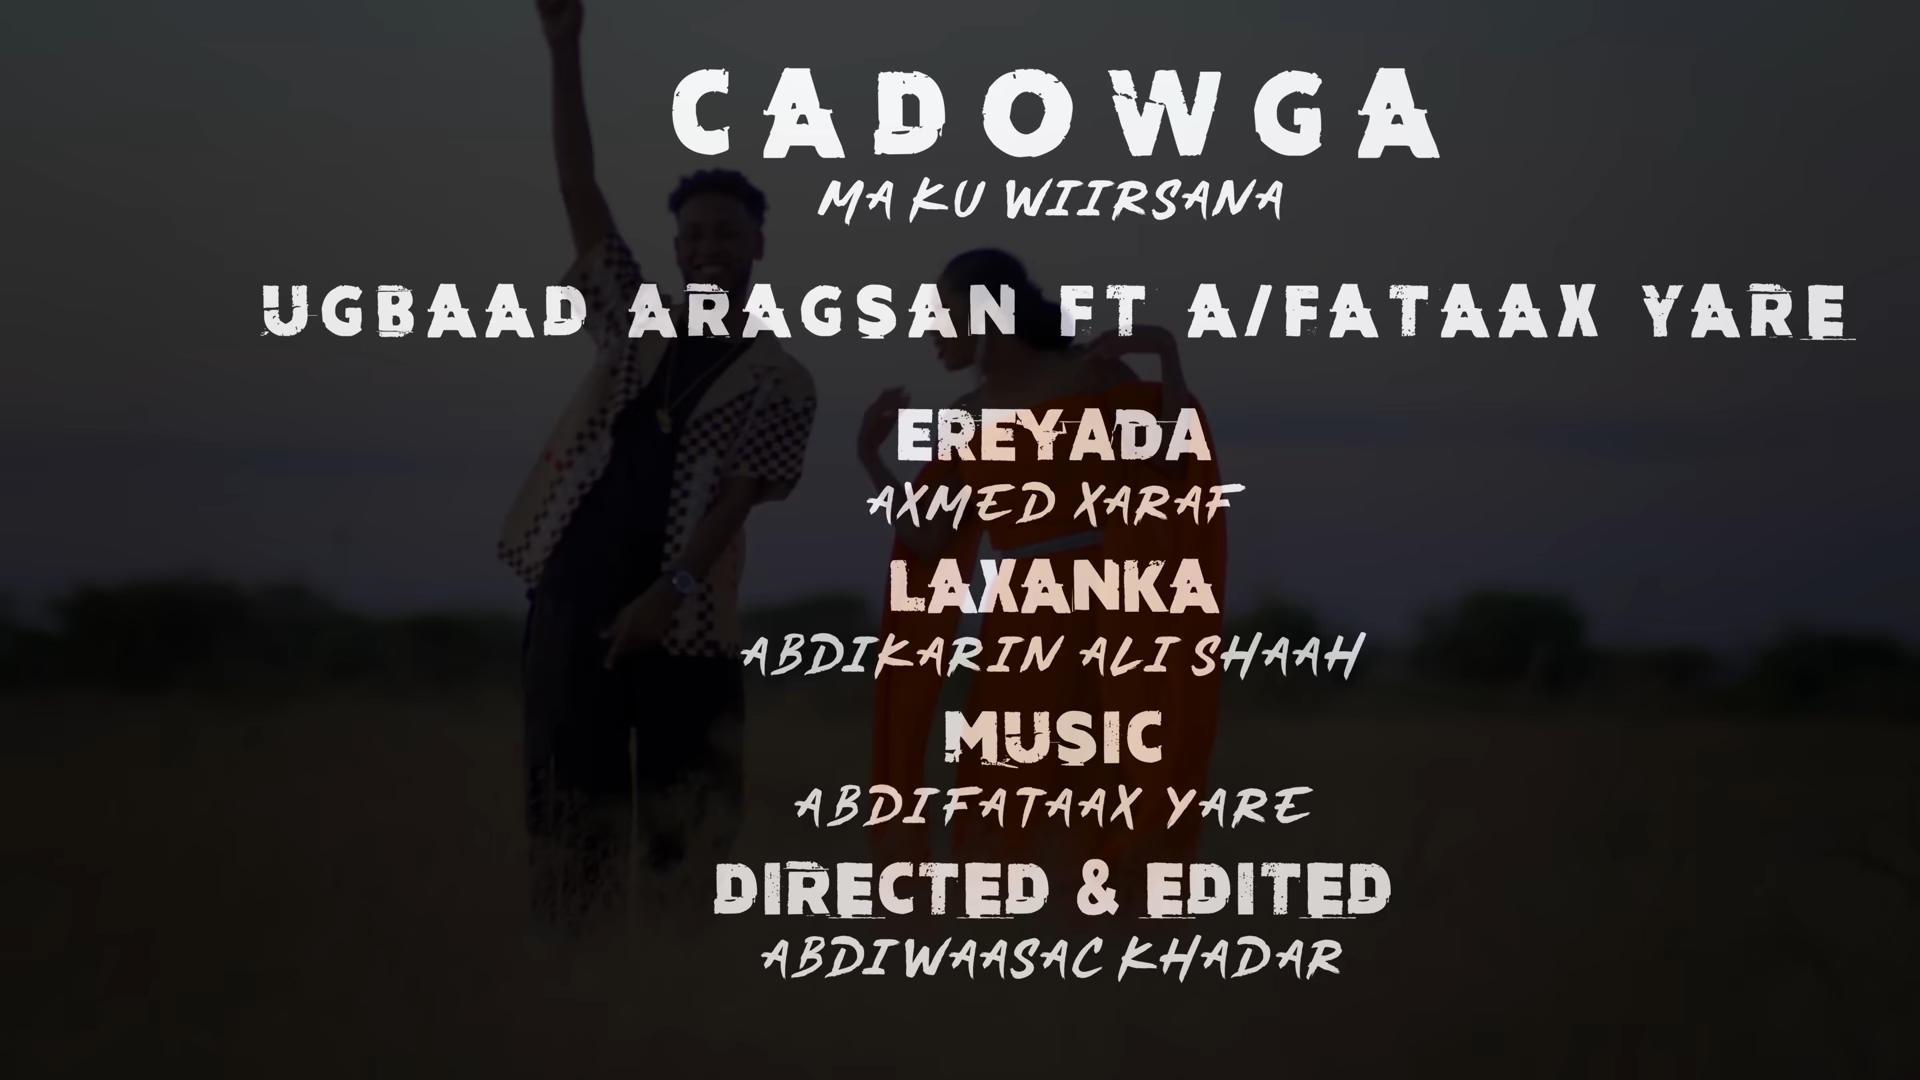 CADOWGA
MA KU WIIRSANA
UGBAAD ARAGSAN FT A/FATAAX YARE
EREYADA
AXMED XARAF
LAXANKA
ABDIKARIN ALI SHAAH
MUSIC
ABDIFATAAX YARE
DIRECTED & EDITED
ABDIWAASAC KHADAR